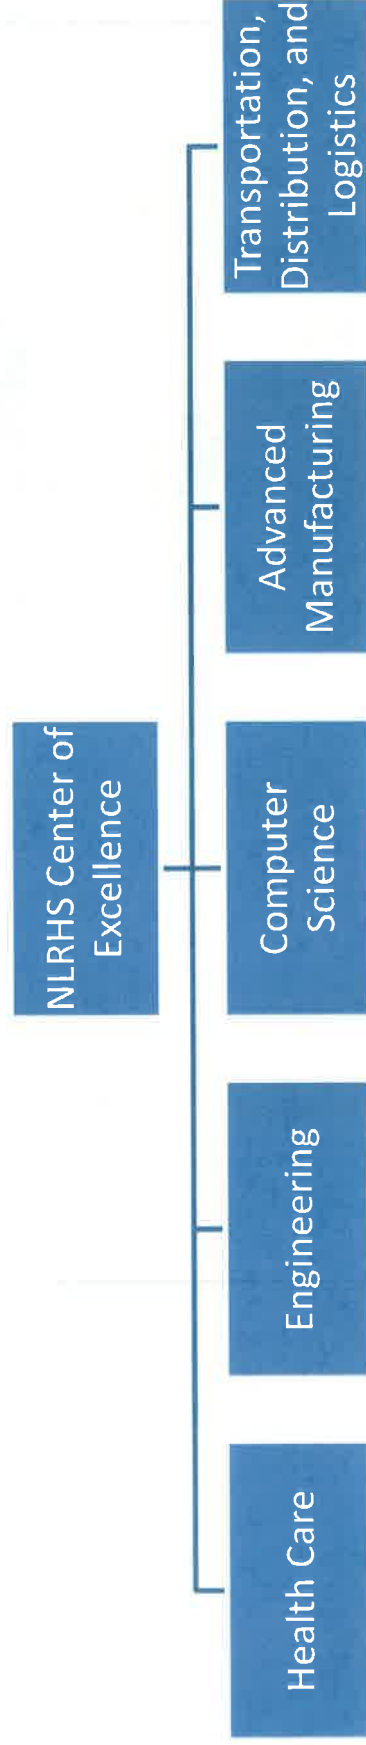 NLRHS Center of
Excellence
Health Care
Engineering
Computer
Science
Advanced
Manufacturing
Transportation,
Distribution, and
Logistics